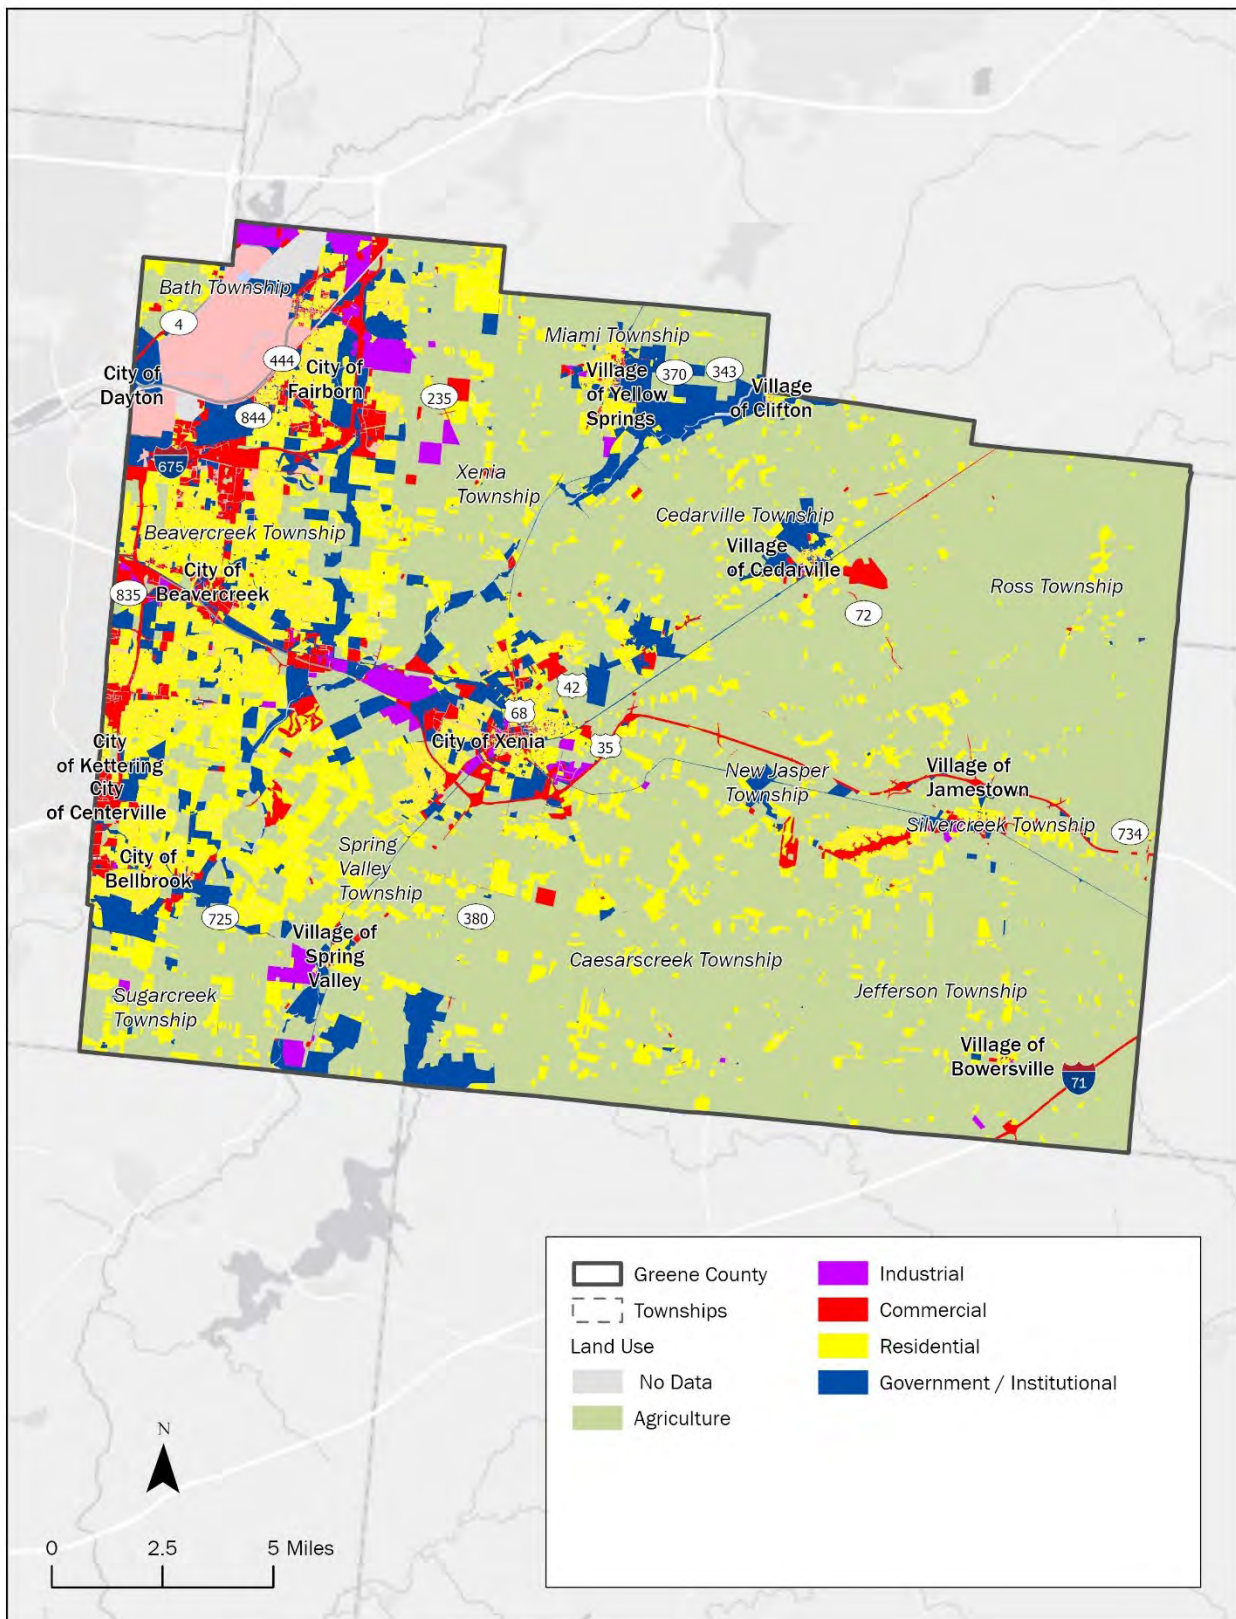 Bath Township
4
Miami Township
444
City of
Dayton
City of
Fairborn
235
Village
of Yellow
Springs
370
343
Village
of Clifton
844
675
Xenia
Township
Beavercreek Township
Cedarville Township
Village
of Cedarville
City of
Beavercreek
835
Ross Township
72
42
68
City of Xenia
35
City
of Kettering
City
of Centerville
New Jasper
Township
Village of
Jamestown
Silvercreek Township
734
Spring
Valley
Township
City of
Bellbrook
725
380
Village of
Spring
Valley
Caesarscreek Township
Jefferson Township
Sugarcreek
Township
Village of
Bowersville
71
Greene County
Townships
Land Use
No Data
Agriculture
Industrial
Commercial
Residential
Government / Institutional
N
0 2.5 5 Miles